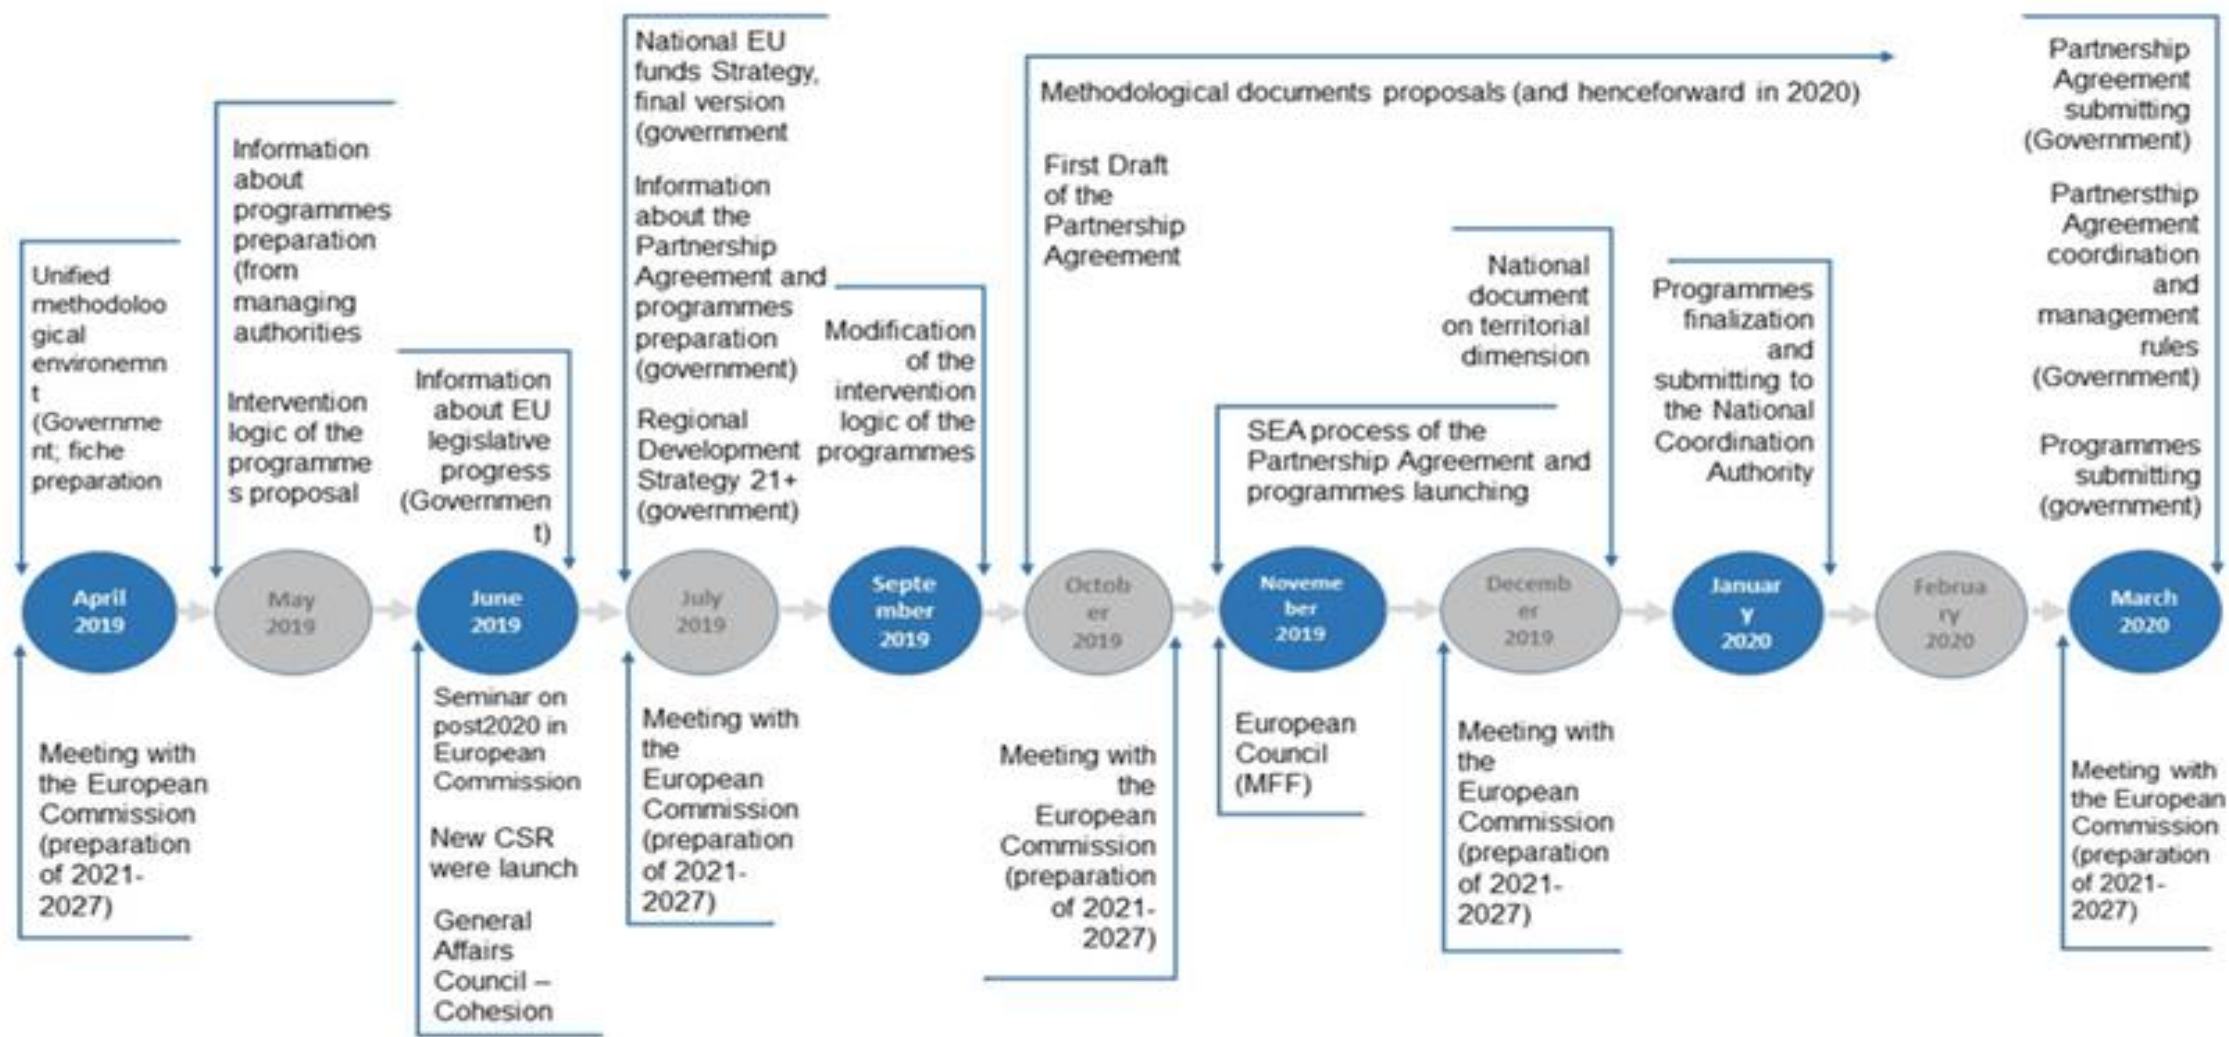 National EU
funds Strategy,
final version
(government
Information
about the
Partnership
Agreement and
programmes
preparation
(government)
Regional
Development
Strategy 21+
(government)
Methodological documents proposals (and henceforward in 2020)
First Draft
of the
Partnership
Agreement
Partnership
Agreement
submitting
(Government)
Partnersthip
Agreement
coordination
and
management
rules
(Government)
Programmes
submitting
(government)
Information
about
programmes
preparation
(from
managing
authorities
Intervention
logic of the
programme
s proposal
Unified
methodoloo
gical
environemn
t
(Governme
nt; fiche
preparation
Information
about EU
legislative
progress
(Governmen
t)
Modification
of the
intervention
logic of the
programmes
National
document
on territorial
dimension
SEA process of the
Partnership Agreement and
programmes launching
Programmes
finalization
and
submitting to
the National
Coordination
Authority
April
2019
May
2019
June
2019
July
2019
Septe
mber
2019
Octob
er
2019
Noveme
ber
2019
Decemb
er
2019
Januar
y
2020
Februa
ry
2020
March
2020
Meeting with
the European
Commission
(preparation
of 2021-
2027)
Seminar on
post2020 in
European
Commission
New CSR
were launch
General
Affairs
Council –
Cohesion
Meeting with
the
European
Commission
(preparation
of 2021-
2027)
Meeting with
the
European
Commission
(preparation
of 2021-
2027)
European
Council
(MFF)
Meeting with
the
European
Commission
(preparation
of 2021-
2027)
Meeting with
the European
Commission
(preparation
of 2021-
2027)